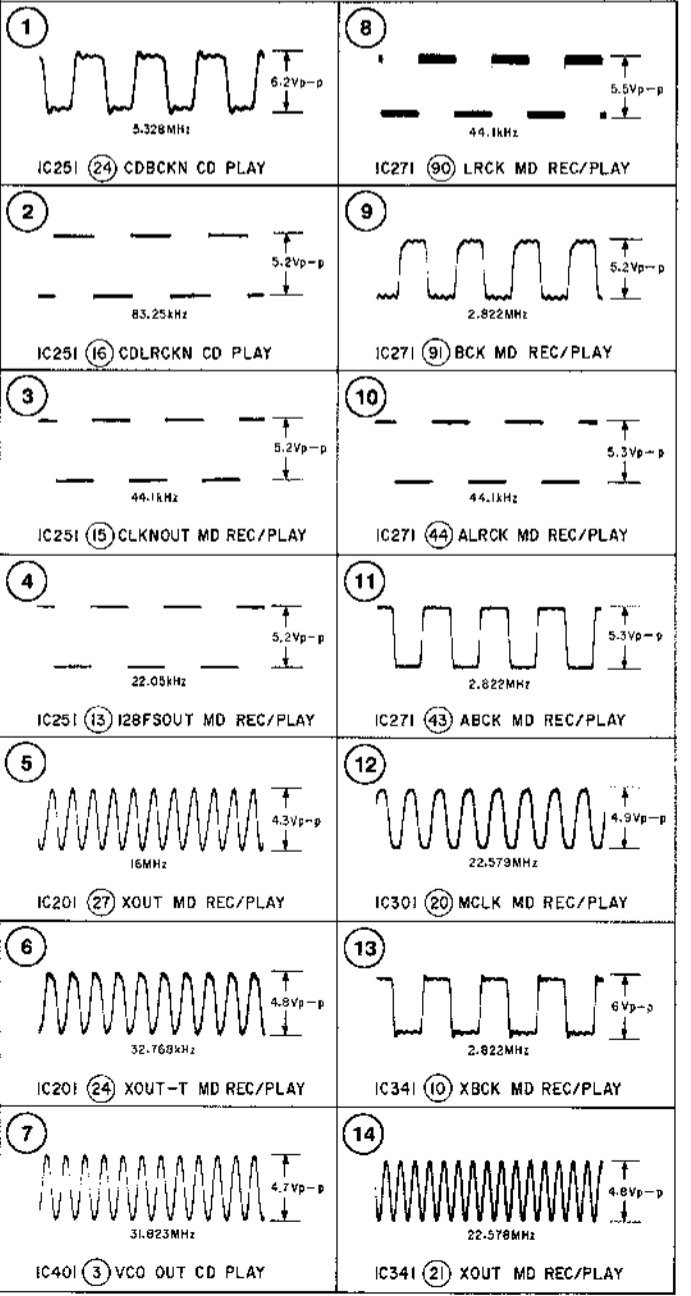 1
6.2Vp-p
5.328MHz
IC251 (24) CDBCKN CD PLAY
2
5.2Vp-p
83.25kHz
IC251 (16) CDLRCKN CD PLAY
3
5.2Vp-p
44.1kHz
IC251 (15) CLKNOUT MD REC/PLAY
4
5.2Vp-p
22.05kHz
IC251 (13) 128FSOUT MD REC/PLAY
5
4.3Vp-p
16MHz
IC201 (27) XOUT MD REC/PLAY
6
4.8Vp-p
32.768kHz
IC201 (24) XOUT-T MD REC/PLAY
7
4.7Vp-p
31.823MHz
IC401 (3) VCO OUT CD PLAY
8
5.5Vp-p
44.1kHz
IC271 (90) LRCK MD REC/PLAY
9
5.2Vp-p
2.822MHz
IC271 (91) BCK MD REC/PLAY
10
5.3Vp-p
44.1kHz
IC271 (44) ALRCK MD REC/PLAY
11
5.3Vp-p
2.822MHz
IC271 (43) ABCK MD REC/PLAY
12
4.9Vp-p
22.579MHz
IC301 (20) MCLK MD REC/PLAY
13
6Vp-p
2.822MHz
IC341 (10) XBCK MD REC/PLAY
14
4.8Vp-p
22.578MHz
IC341 (21) XOUT MD REC/PLAY